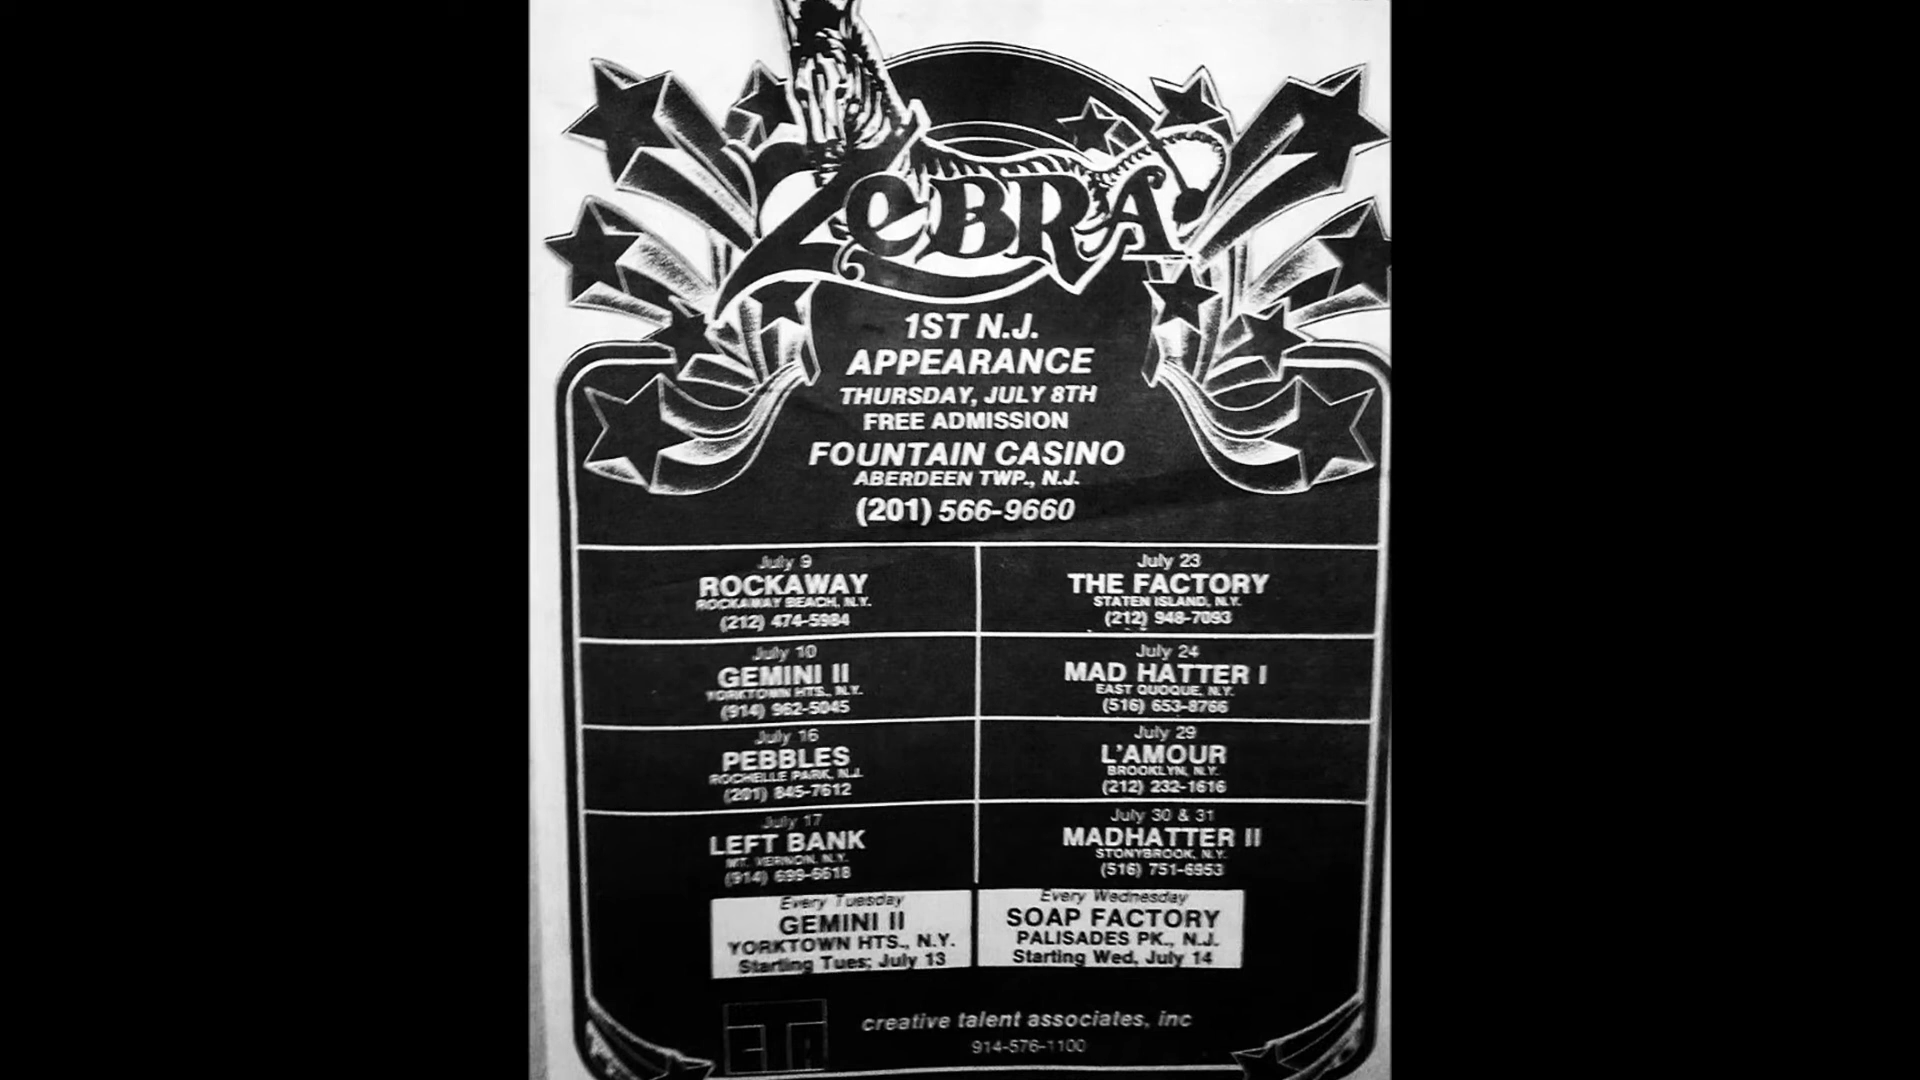 ZEBRA
1ST N.J.
APPEARANCE
THURSDAY, JULY 8TH
FREE ADMISSION
FOUNTAIN CASINO
ABERDEEN TWP., N.J.
(201) 566-9660
July 9
ROCKAWAY
ROCKAWAY BEACH, N.Y.
(212) 474-5984
July 10
GEMINI II
YORKTOWN HTS., N.Y.
(914) 962-5045
July 16
PEBBLES
ROCHELLE PARK, N.J.
(201) 845-7612
July 17
LEFT BANK
MT. VERNON, N.Y.
(914) 699-6618
July 23
THE FACTORY
STATEN ISLAND, N.Y.
(212) 948-7093
July 24
MAD HATTER I
EAST QUOQUE, N.Y.
(516) 653-8766
July 29
L'AMOUR
BROOKLYN, N.Y.
(212) 232-1616
July 30 & 31
MADHATTER II
STONYBROOK, N.Y.
(516) 751-6953
Every Tuesday
GEMINI II
YORKTOWN HTS., N.Y.
Starting Tues; July 13
Every Wednesday
SOAP FACTORY
PALISADES PK., N.J.
Starting Wed, July 14
CTA
creative talent associates, inc
914-576-1100